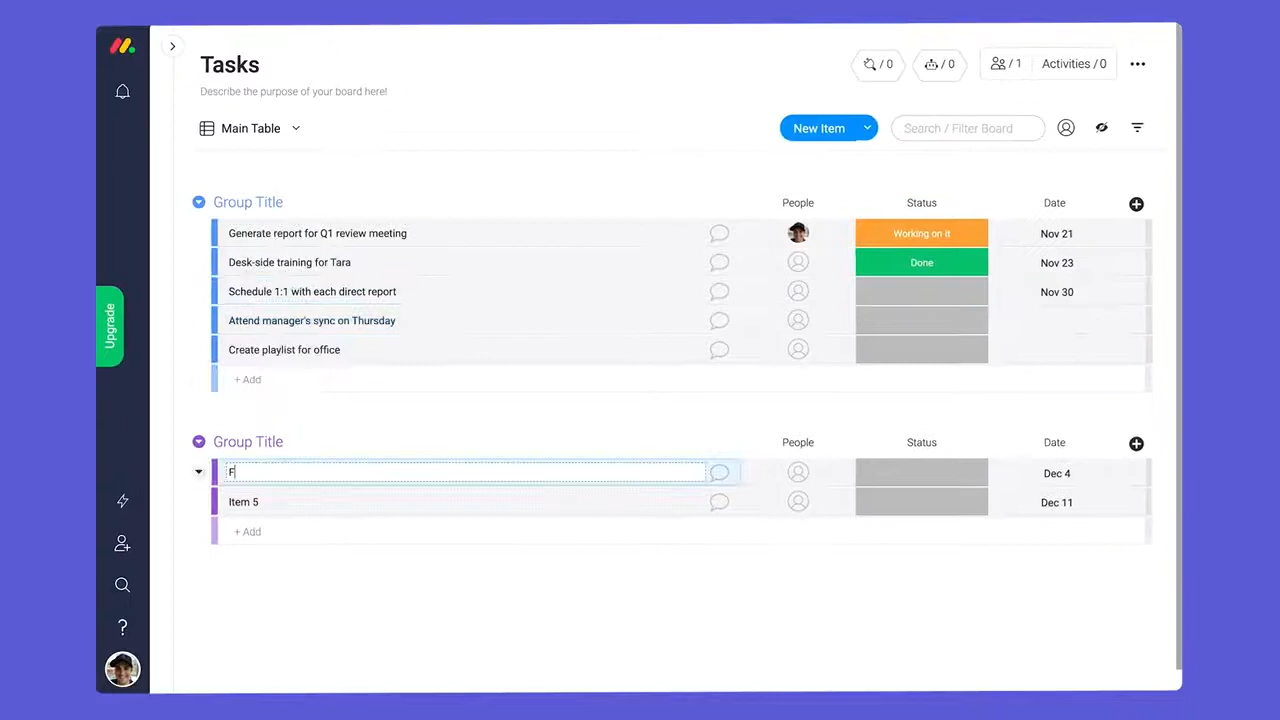 Tasks
/ 0
/ 0
/ 1
Activities / 0
Describe the purpose of your board here!
Main Table
New Item
Search / Filter Board
Group Title
People
Status
Date
Generate report for Q1 review meeting
Working on it
Nov 21
Desk-side training for Tara
Done
Nov 23
Schedule 1:1 with each direct report
Nov 30
Upgrade
Attend manager's sync on Thursday
Create playlist for office
+ Add
Group Title
People
Status
Date
F
Dec 4
Item 5
Dec 11
+ Add
?